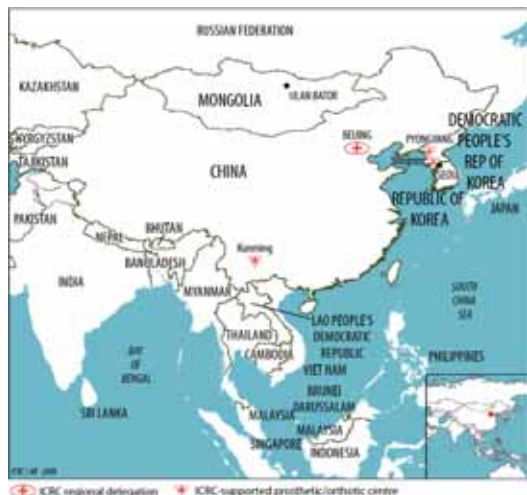 RUSSIAN FEDERATION
KAZAKHSTAN
MONGOLIA
ULAN BATOR
KYRGYZSTAN
TAJIKISTAN
BEIJING
PYONGYANG
DEMOCRATIC
PEOPLE'S
REP OF
KOREA
SEOUL
CHINA
REPUBLIC OF
KOREA
JAPAN
PAKISTAN
NEPAL
BHUTAN
BANGLADESH
Kunming
INDIA
MYANMAR
SOUTH
CHINA
SEA
LAO PEOPLE'S
DEMOCRATIC
REPUBLIC
THAILAND
CAMBODIA
VIET NAM
BAY
OF
BENGAL
PHILIPPINES
BRUNEI
DARUSSALAM
SRI LANKA
MALAYSIA
MALAYSIA
SINGAPORE
INDONESIA
ICRC regional delegation
ICRC-supported prosthetic/orthotic centre